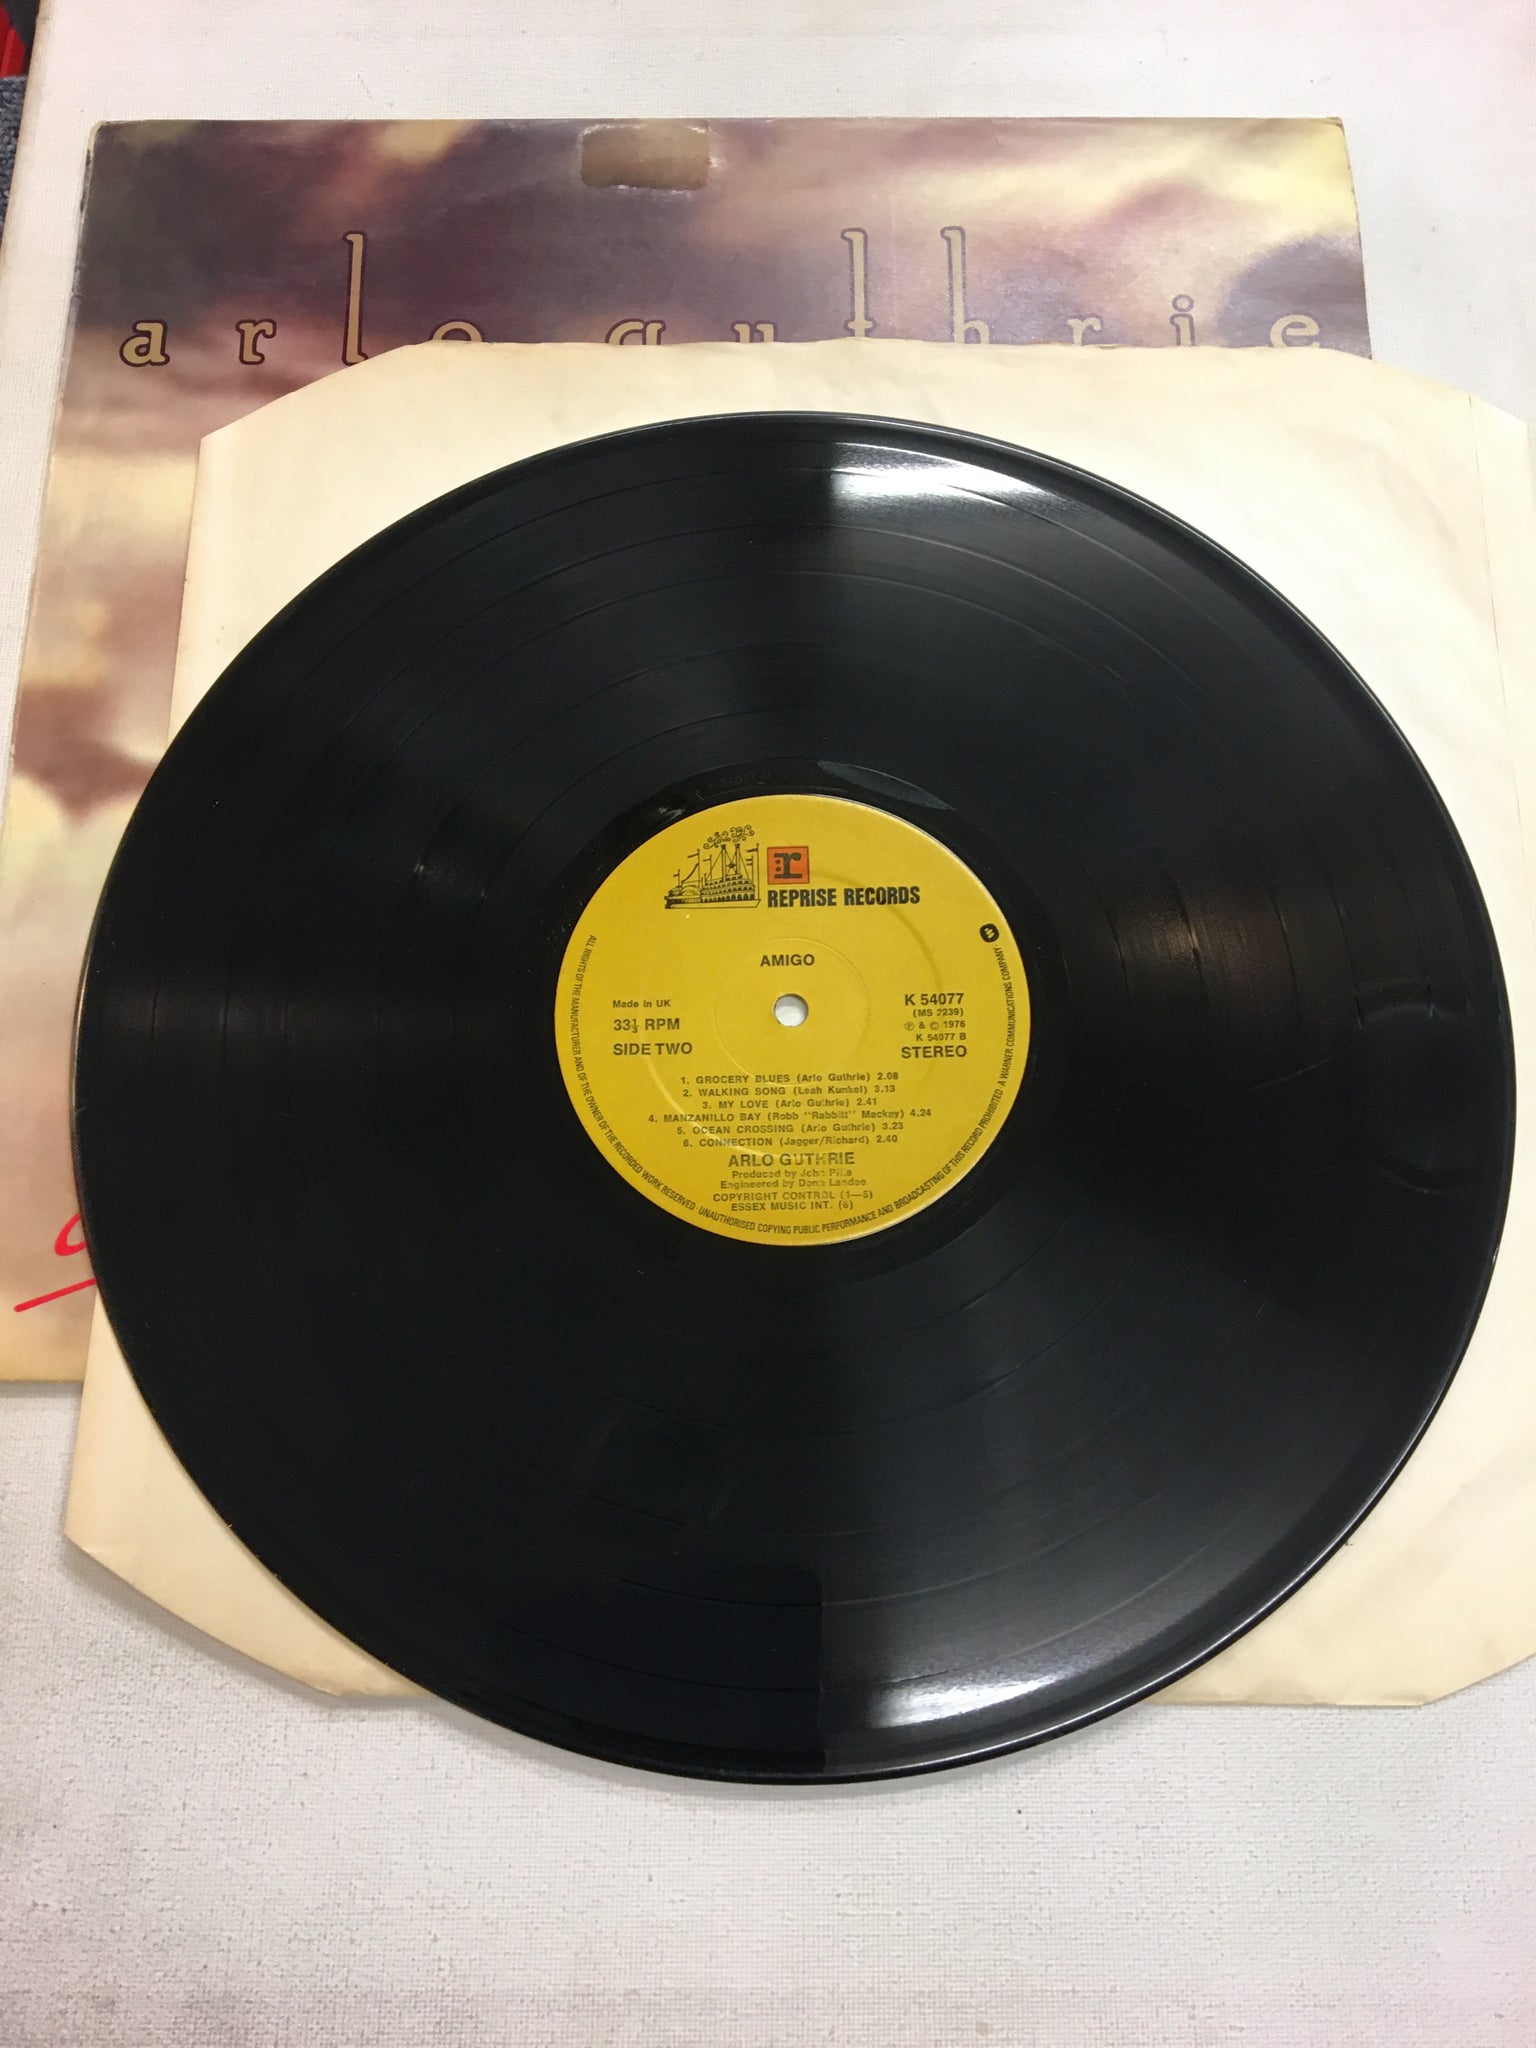 arlo guthrie
r
REPRISE RECORDS
AMIGO
Made in UK
33⅓ RPM
SIDE TWO
K 54077
(MS 2239)
℗ & © 1976
K 54077 B
STEREO
1. GROCERY BLUES (Arlo Guthrie) 2.08
2. WALKING SONG (Leah Kunkel) 3.13
3. MY LOVE (Arlo Guthrie) 2.41
4. MANZANILLO BAY (Robb "Rabbitt" Mackay) 4.24
5. OCEAN CROSSING (Arlo Guthrie) 3.23
6. CONNECTION (Jagger/Richard) 2.40
ARLO GUTHRIE
Produced by John Pilla
Engineered by Donn Landee
COPYRIGHT CONTROL (1—5)
ESSEX MUSIC INT. (6)
ALL RIGHTS OF THE MANUFACTURER AND OF THE OWNER OF THE RECORDED WORK RESERVED. UNAUTHORISED COPYING PUBLIC PERFORMANCE AND BROADCASTING OF THIS RECORD PROHIBITED. A WARNER COMMUNICATIONS COMPANY.